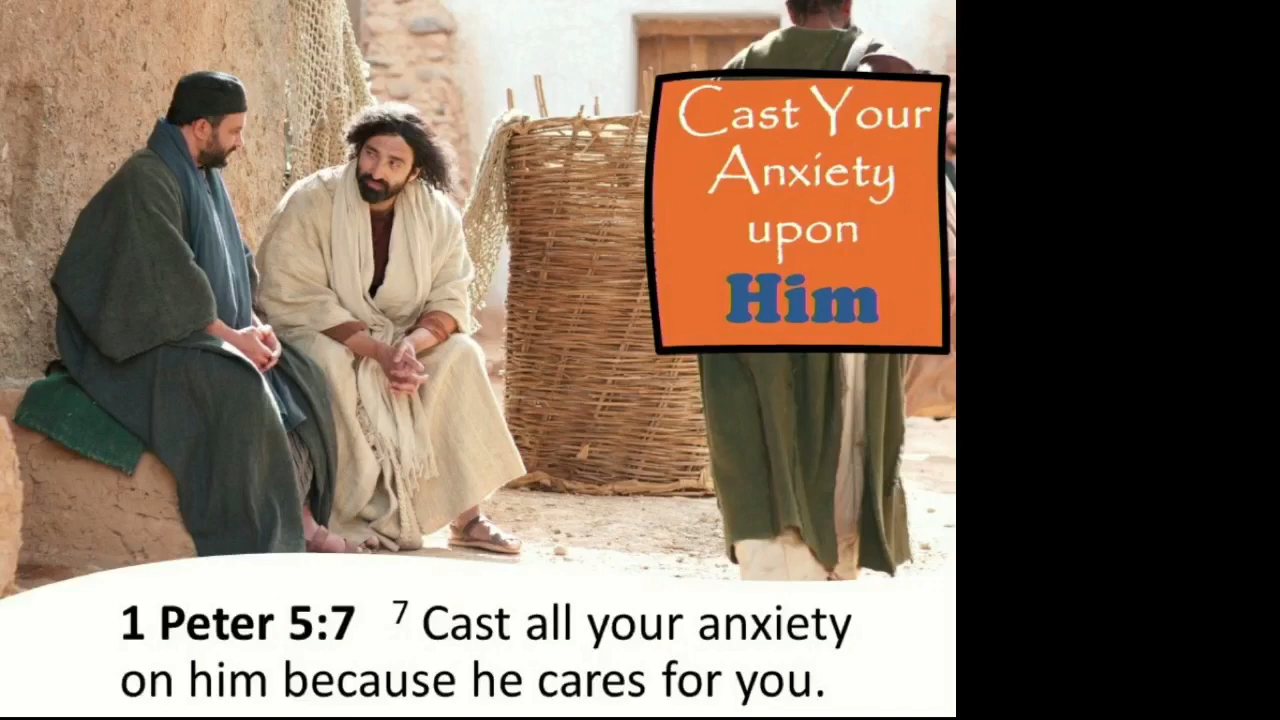 Cast Your
Anxiety
upon
Him
1 Peter 5:7 ⁷ Cast all your anxiety
on him because he cares for you.